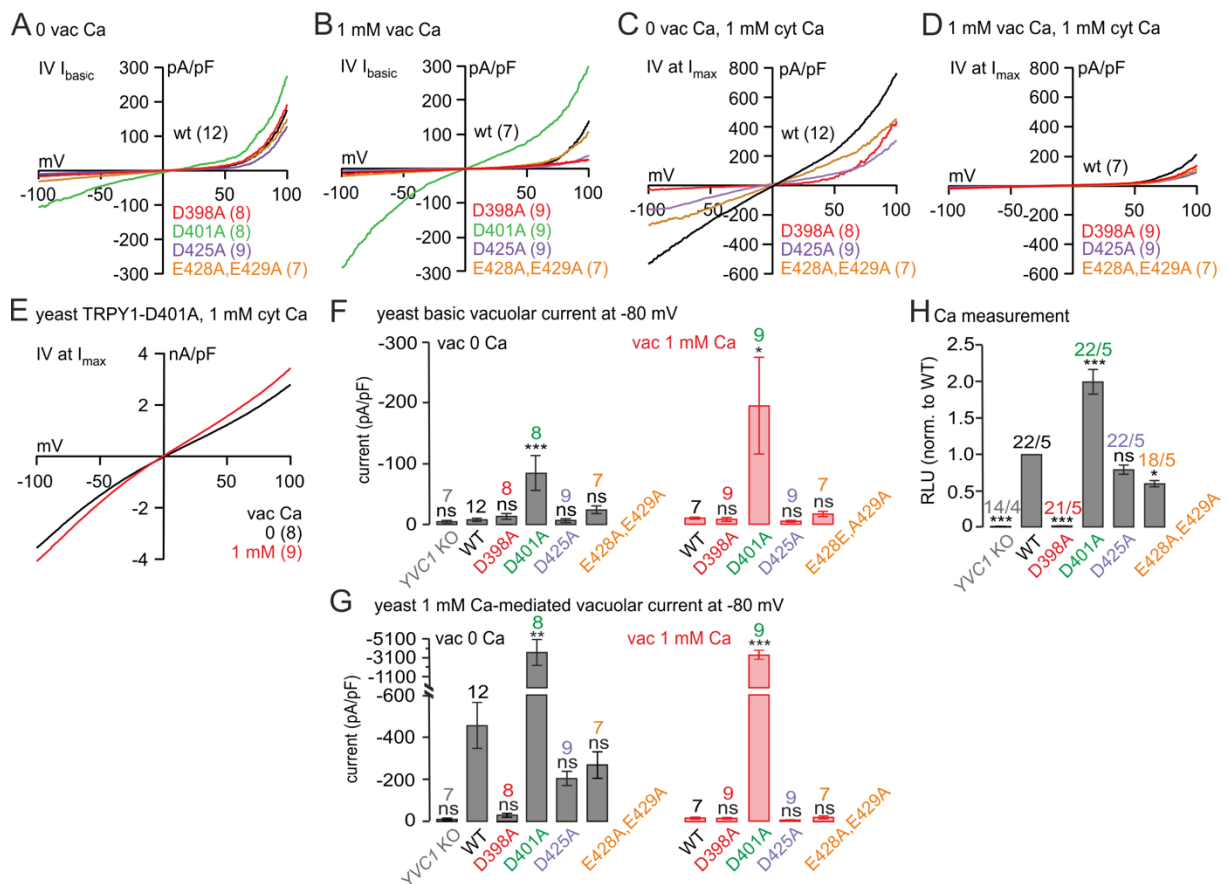 A 0 vac Ca
IV I basic
pA/pF
300
200
100
wt (12)
mV
-100
-50
50
100
-100
-200
-300
D398A (8)
D401A (8)
D425A (9)
E428A,E429A (7)
B 1 mM vac Ca
IV I basic
pA/pF
300
200
100
wt (7)
mV
-100
-50
50
100
-100
-200
-300
D398A (9)
D401A (9)
D425A (9)
E428A,E429A (7)
C 0 vac Ca, 1 mM cyt Ca
IV at I max
pA/pF
800
600
400
200
wt (12)
mV
-100
-50
50
100
-200
-400
-600
D398A (8)
D425A (9)
E428A,E429A (7)
D 1 mM vac Ca, 1 mM cyt Ca
IV at I max
pA/pF
800
600
400
200
wt (7)
mV
-100
-50
50
100
-200
-400
-600
D398A (9)
D425A (9)
E428A,E429A (7)
E yeast TRPY1-D401A, 1 mM cyt Ca
IV at I max
nA/pF
4
2
mV
-100
-50
50
100
-2
-4
vac Ca
0 (8)
1 mM (9)
F yeast basic vacuolar current at -80 mV
vac 0 Ca
vac 1 mM Ca
current (pA/pF)
-300
-200
-100
0
7
ns
12
8
ns
8
***
9
ns
7
ns
YVC1 KO
WT
D398A
D401A
D425A
E428A,E429A
7
9
ns
9
*
9
ns
7
ns
WT
D398A
D401A
D425A
E428E,A429A
G yeast 1 mM Ca-mediated vacuolar current at -80 mV
vac 0 Ca
vac 1 mM Ca
current (pA/pF)
-5100
-3100
-1100
-600
-400
-200
0
7
ns
12
8
ns
8
**
9
ns
7
ns
YVC1 KO
WT
D398A
D401A
D425A
E428A,E429A
7
9
ns
9
***
9
ns
7
ns
WT
D398A
D401A
D425A
E428A,E429A
H Ca measurement
RLU (norm. to WT)
2.5
2.0
1.5
1.0
0.5
0
14/4
***
22/5
21/5
***
22/5
***
22/5
ns
18/5
*
YVC1 KO
WT
D398A
D401A
D425A
E428A,E429A